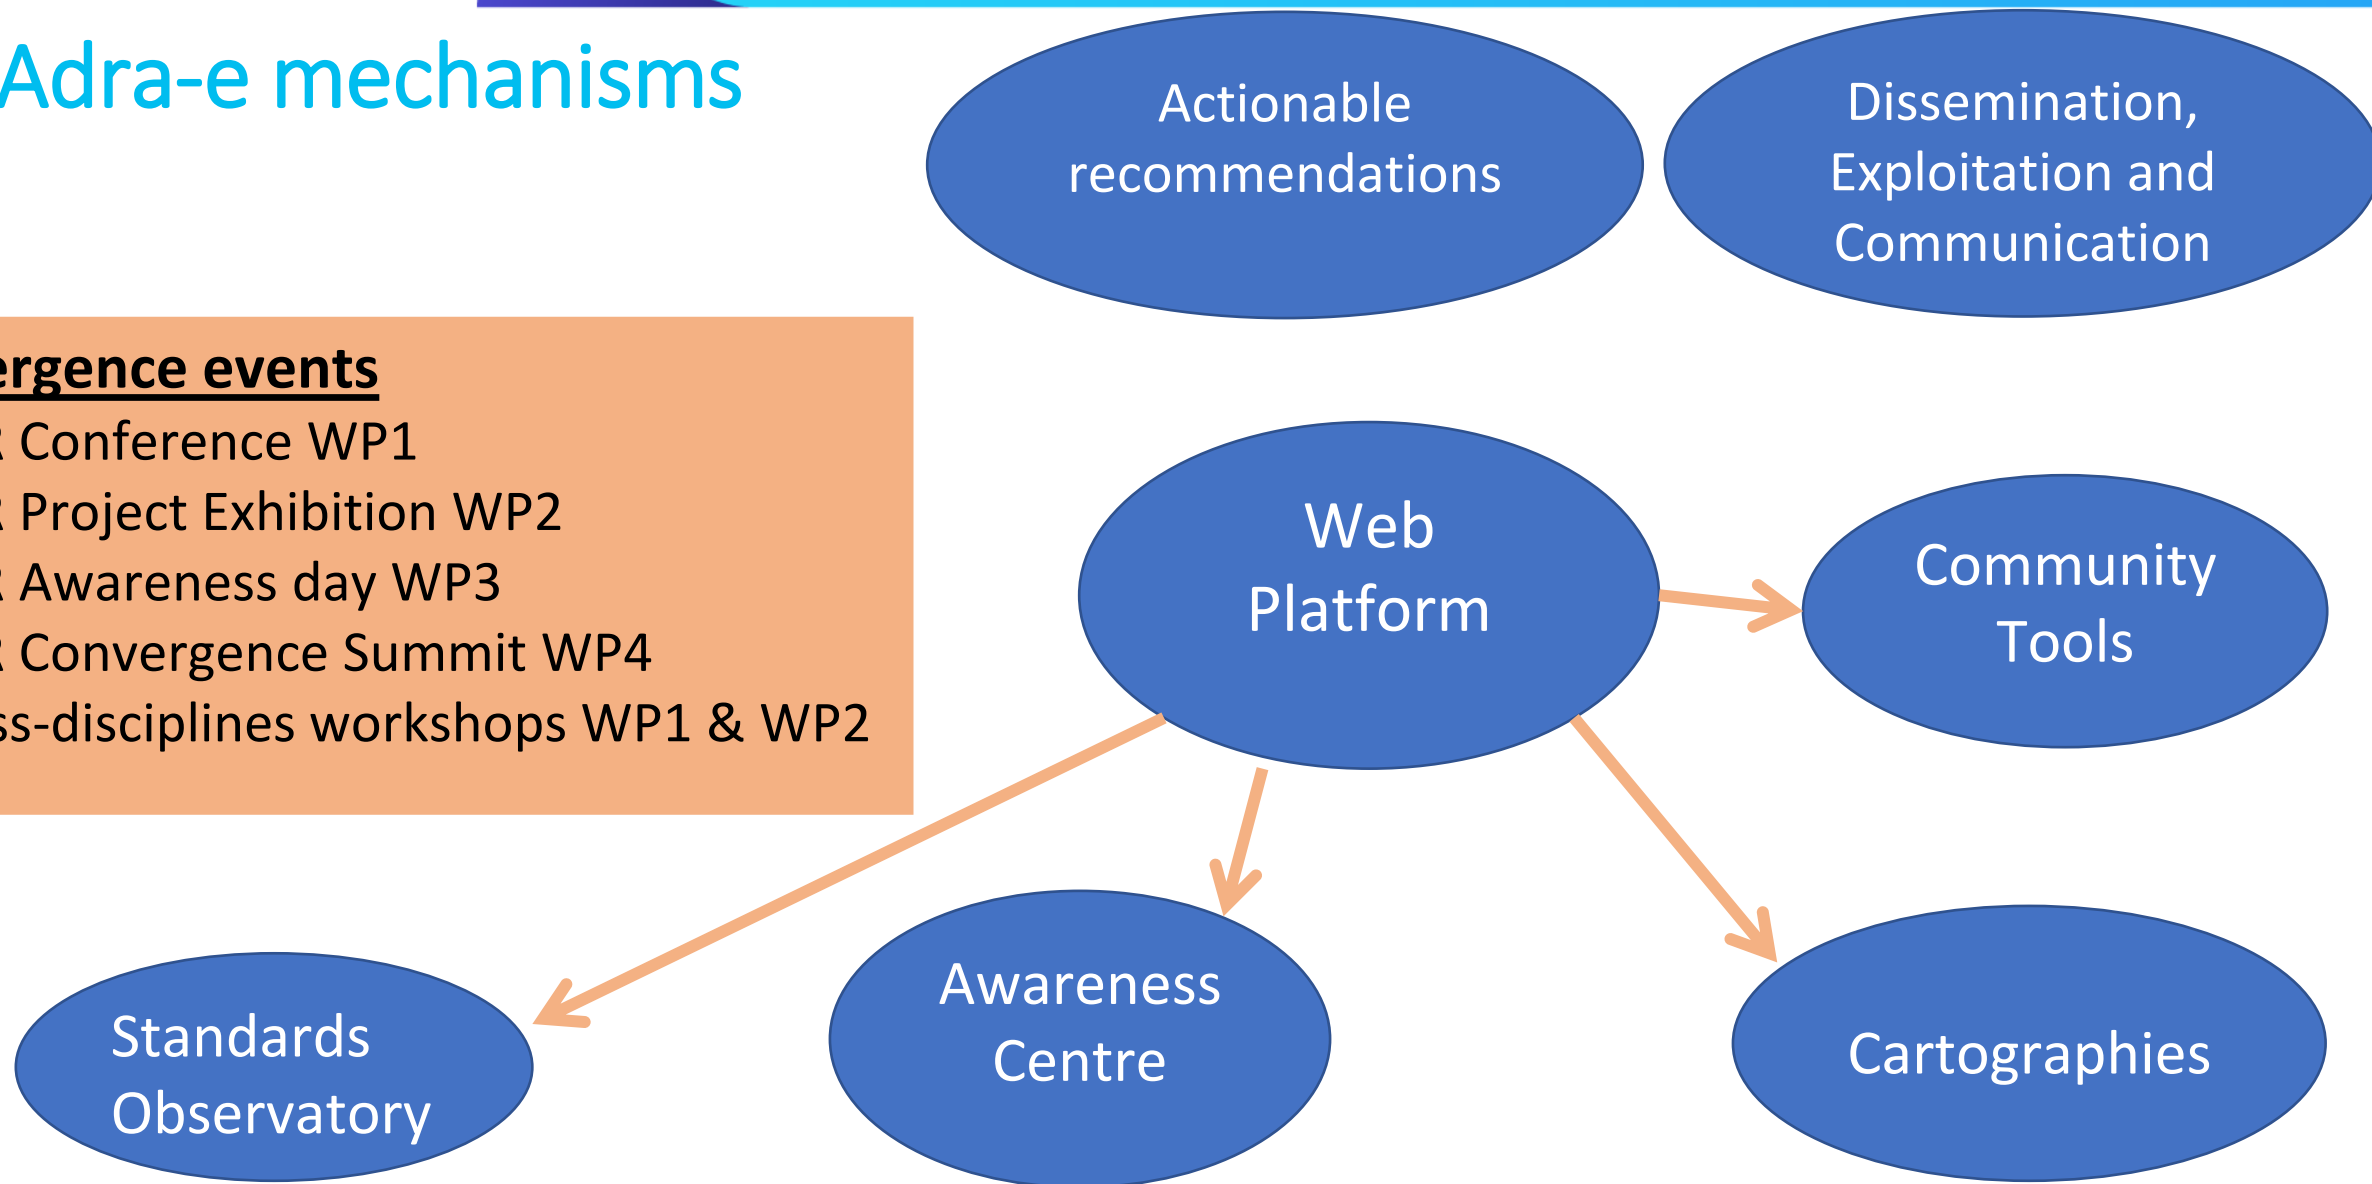 Adra-e mechanisms
Actionable
recommendations
Dissemination,
Exploitation and
Communication
ergence events
R Conference WP1
R Project Exhibition WP2
R Awareness day WP3
R Convergence Summit WP4
ss-disciplines workshops WP1 & WP2
Web
Platform
Community
Tools
Standards
Observatory
Awareness
Centre
Cartographies